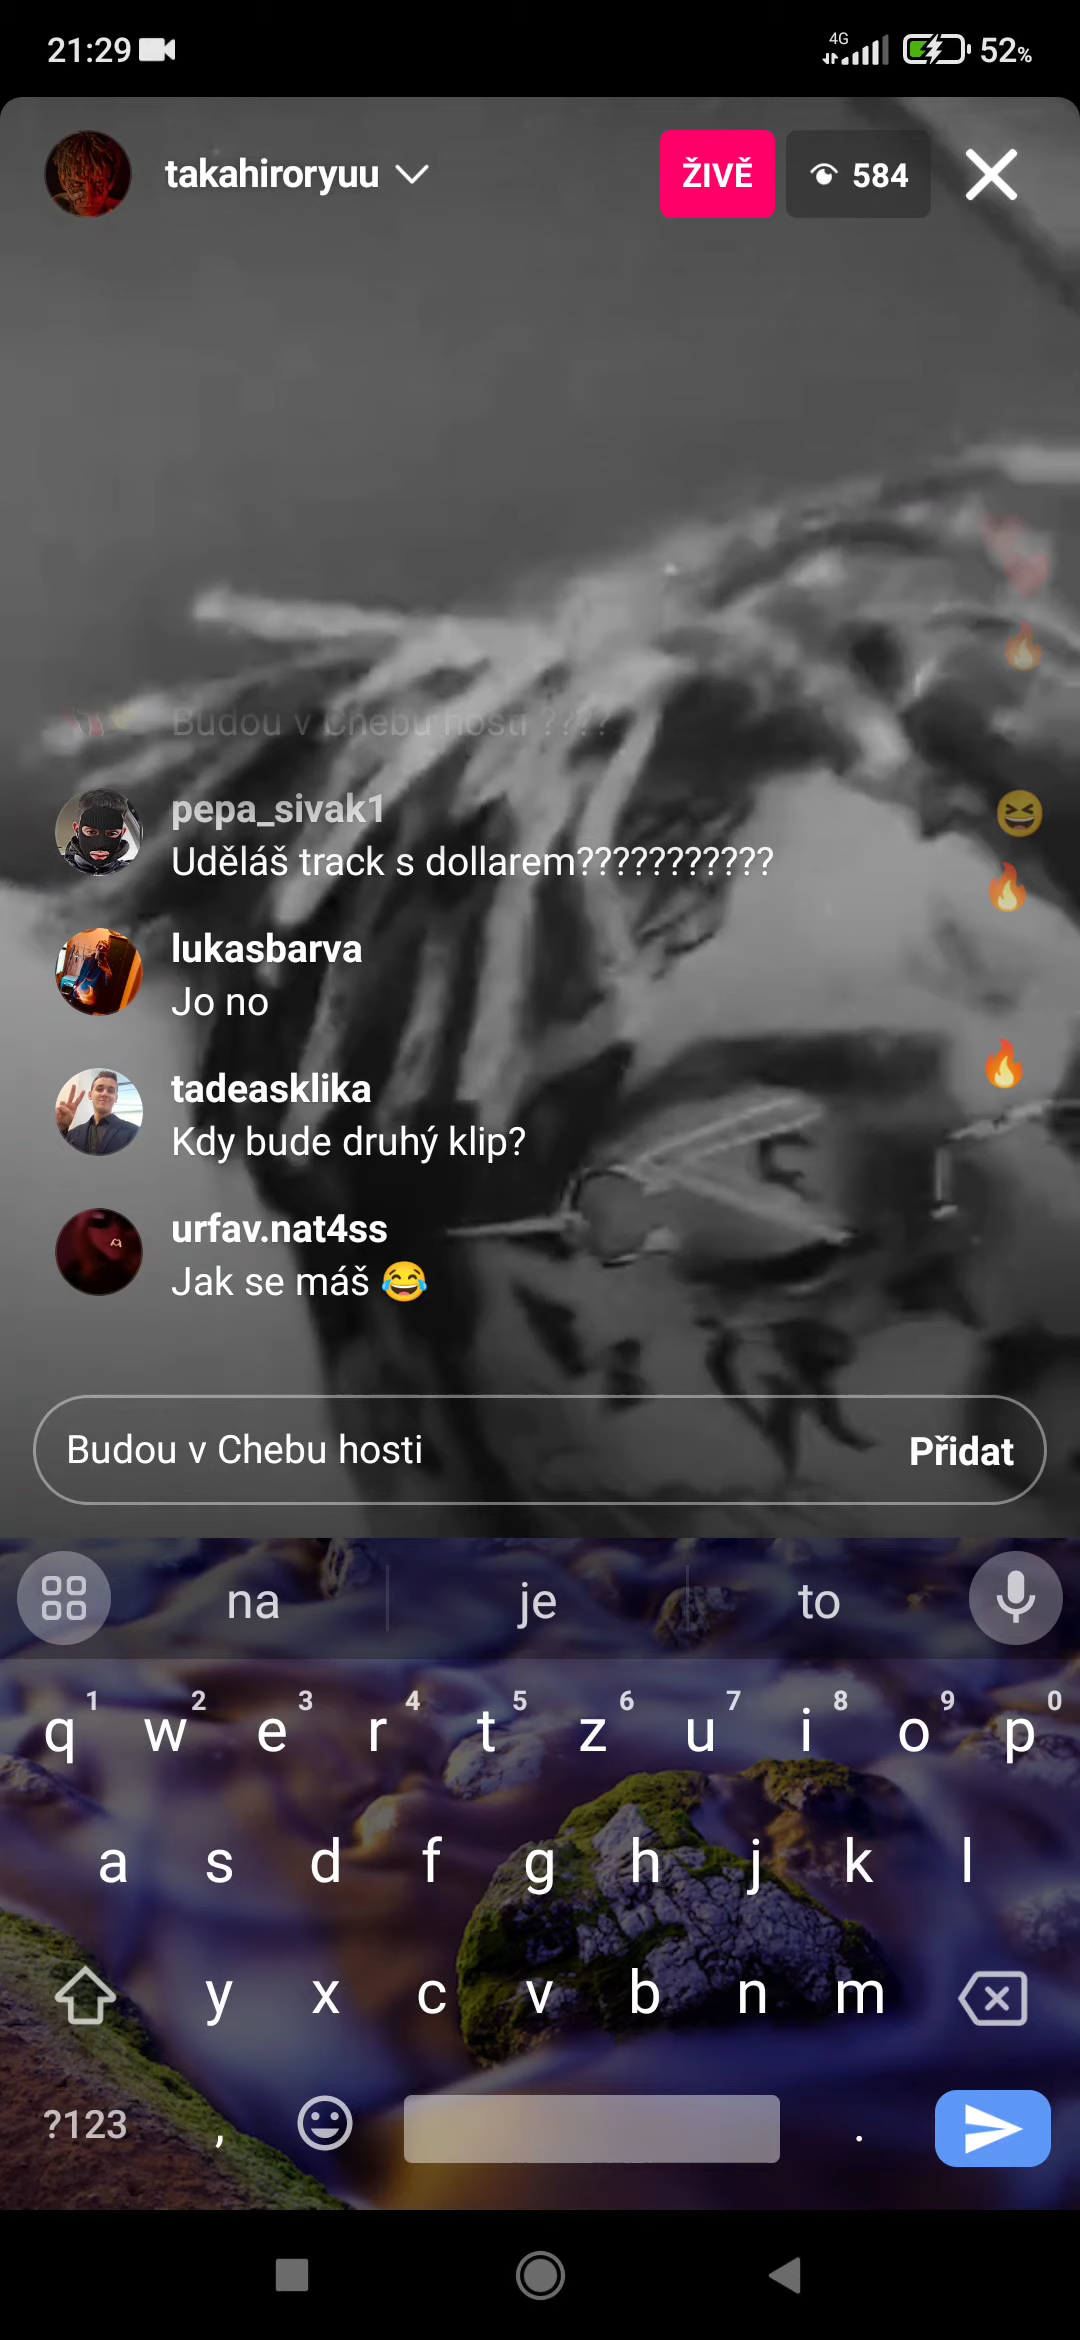 21:29 4G 52%
takahiroryuu ŽIVĚ 584
Budou v Chebu hosti ????
pepa_sivak1
Uděláš track s dollarem???????????
lukasbarva
Jo no
tadeasklika
Kdy bude druhý klip?
urfav.nat4ss
Jak se máš 😂
Budou v Chebu hosti Přidat
na je to
1 2 3 4 5 6 7 8 9 0
q w e r t z u i o p
a s d f g h j k l
y x c v b n m
?123 , .